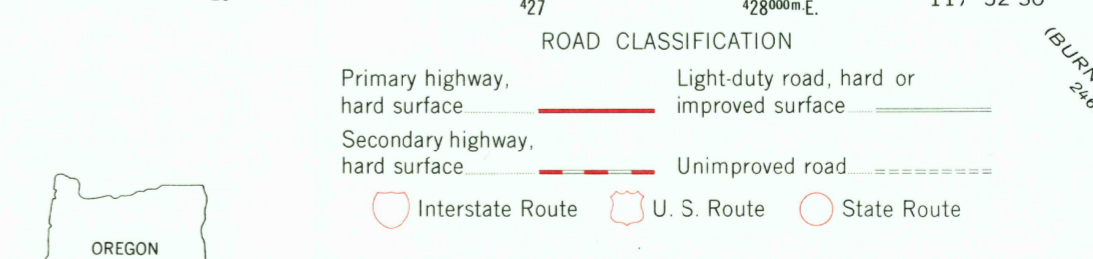 ⁴27
⁴28⁰⁰⁰ᵐ·E.
ROAD CLASSIFICATION
Primary highway,
hard surface
Light-duty road, hard or
improved surface
Secondary highway,
hard surface
Unimproved road
Interstate Route
U. S. Route
State Route
OREGON